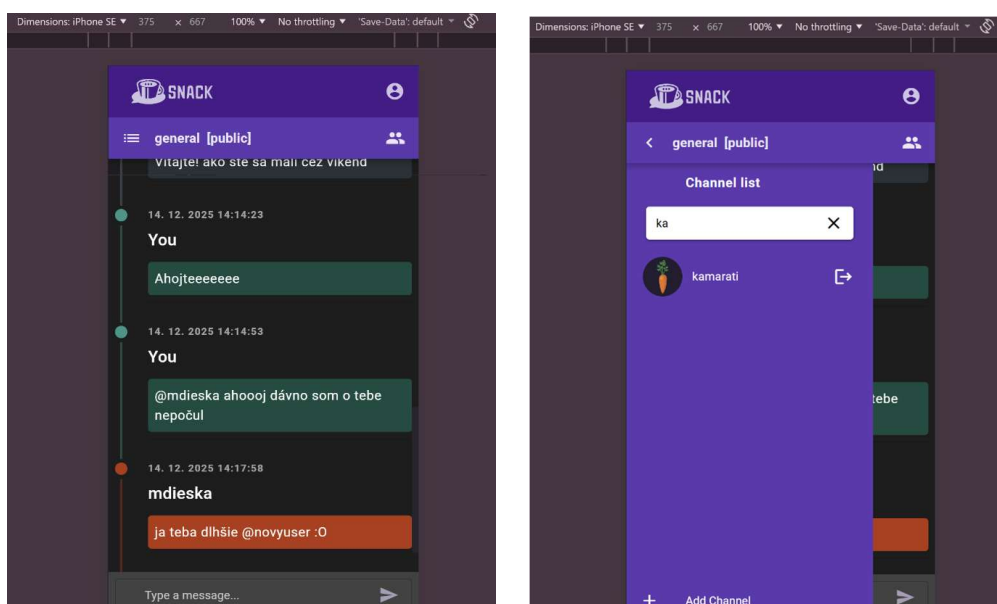 Dimensions: iPhone SE ▼ 375 x 667 100% ▼ No throttling ▼ 'Save-Data': default ▼
SNACK
general [public]
Vitajte! ako ste sa mali cez víkend
14. 12. 2025 14:14:23
You
Ahojteeeeeee
14. 12. 2025 14:14:53
You
@mdieska ahoooj dávno som o tebe
nepočul
14. 12. 2025 14:17:58
mdieska
ja teba dlhšie @novyuser :O
Type a message...
Dimensions: iPhone SE ▼ 375 x 667 100% ▼ No throttling ▼ 'Save-Data': default ▼
SNACK
general [public]
Channel list
nd
ka
kamarati
tebe
Add Channel